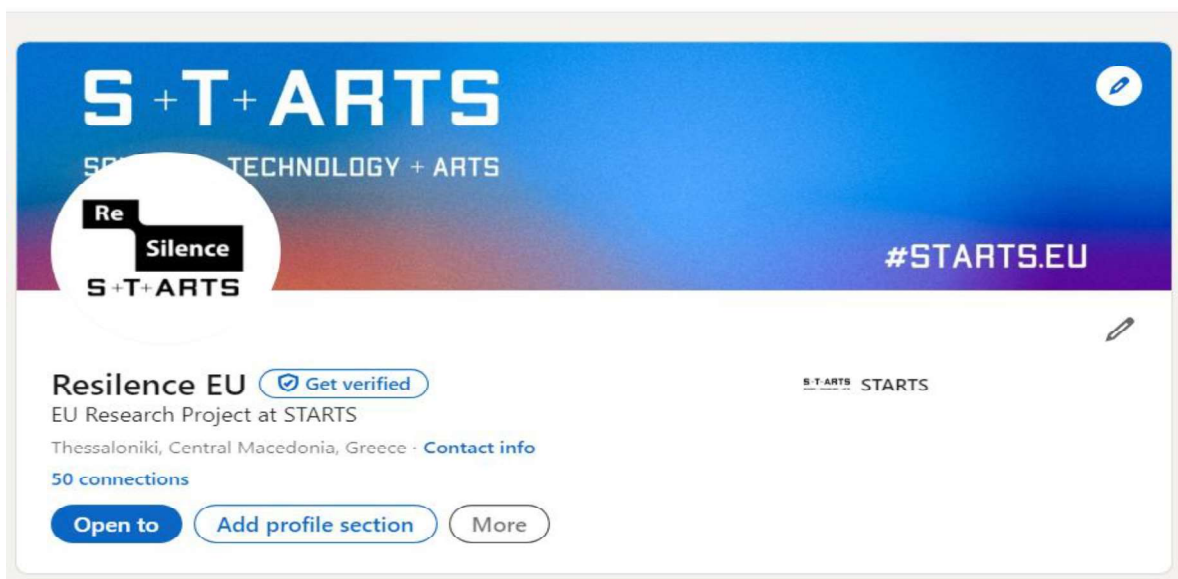 S+T+ARTS
TECHNOLOGY + ARTS
Re
Silence
S+T+ARTS
#STARTS.EU
Resilence EU Get verified
S+T+ARTS STARTS
EU Research Project at STARTS
Thessaloniki, Central Macedonia, Greece · Contact info
50 connections
Open to Add profile section More